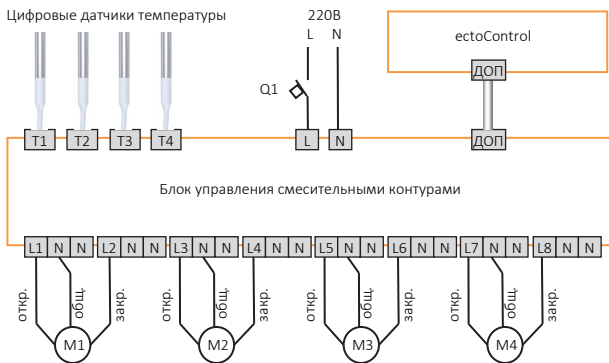 Цифровые датчики температуры
220В
L N
ectoControl
ДОП
Q1
T1 T2 T3 T4
L N
ДОП
Блок управления смесительными контурами
L1 N N L2 N N L3 N N L4 N N L5 N N L6 N N L7 N N L8 N N
откр. общ. закр. откр. общ. закр. откр. общ. закр. откр. общ. закр.
M1 M2 M3 M4